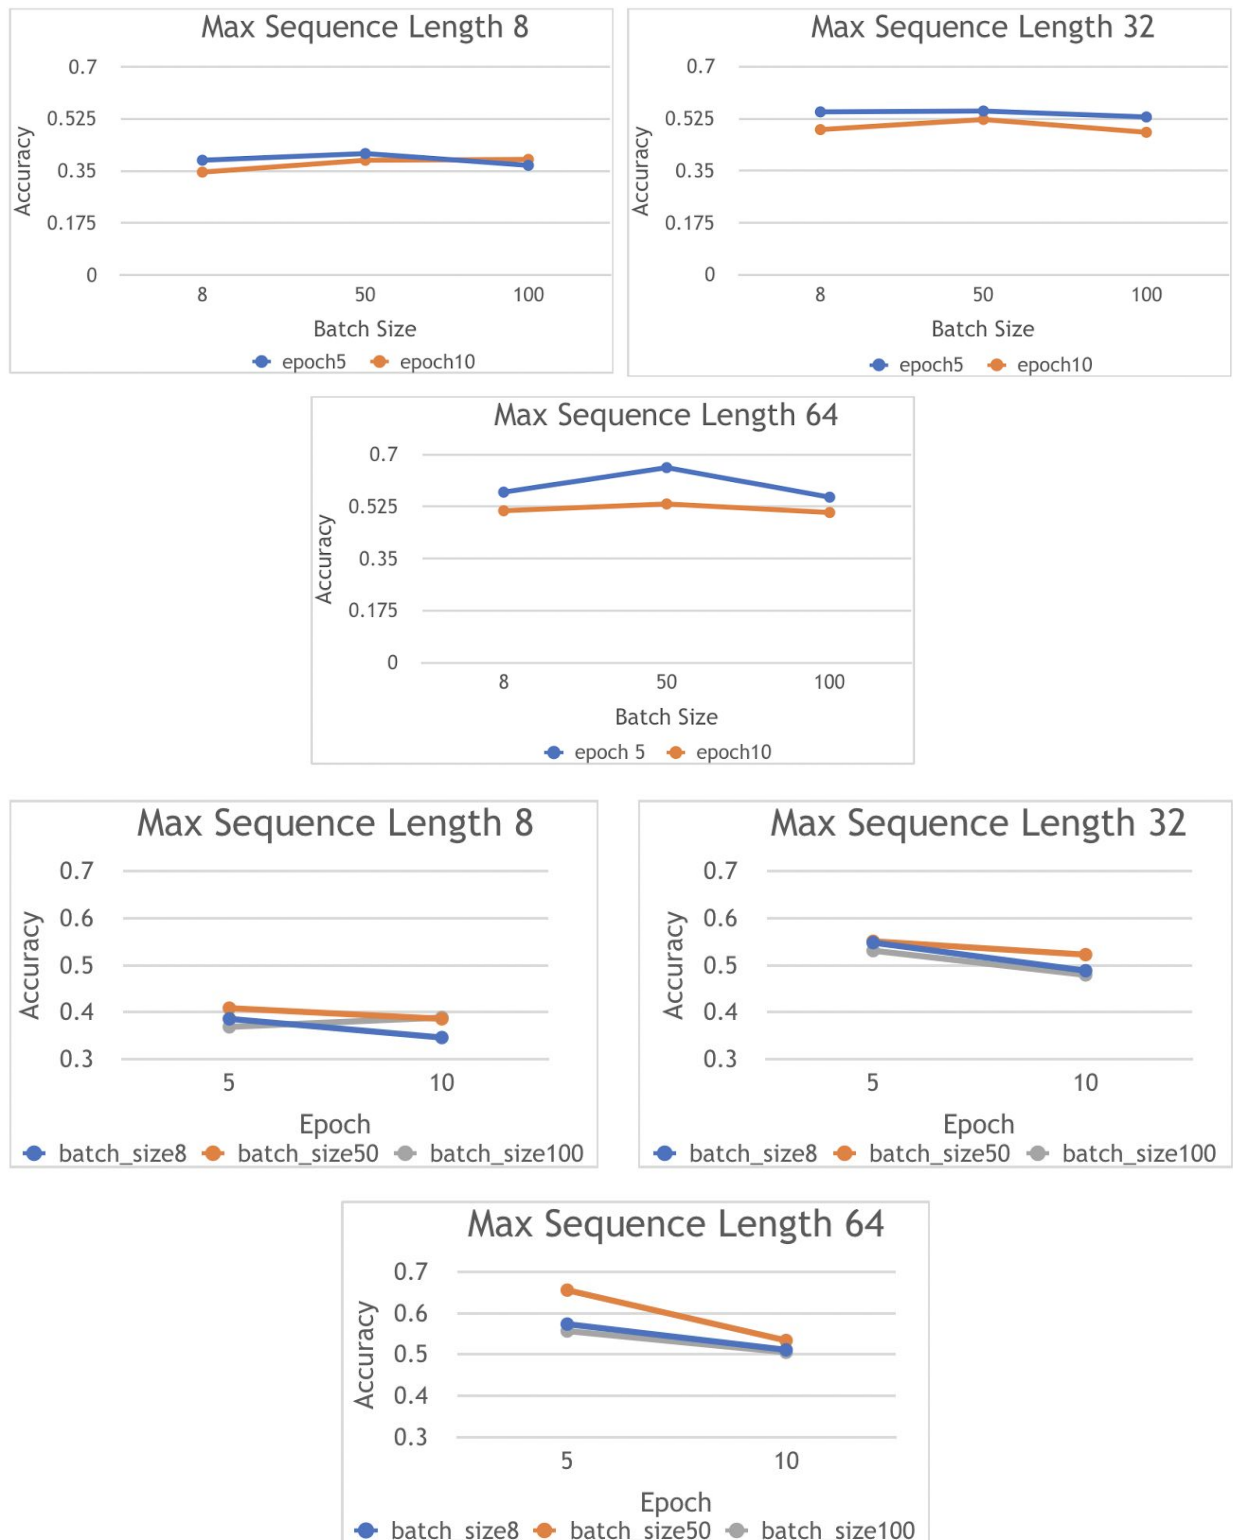 Max Sequence Length 8
0.7
0.525
0.35
0.175
0
Accuracy
8 50 100
Batch Size
epoch5 epoch10
Max Sequence Length 32
0.7
0.525
0.35
0.175
0
Accuracy
8 50 100
Batch Size
epoch5 epoch10
Max Sequence Length 64
0.7
0.525
0.35
0.175
0
Accuracy
8 50 100
Batch Size
epoch 5 epoch10
Max Sequence Length 8
0.7
0.6
0.5
0.4
0.3
Accuracy
5 10
Epoch
batch_size8 batch_size50 batch_size100
Max Sequence Length 32
0.7
0.6
0.5
0.4
0.3
Accuracy
5 10
Epoch
batch_size8 batch_size50 batch_size100
Max Sequence Length 64
0.7
0.6
0.5
0.4
0.3
Accuracy
5 10
Epoch
batch_size8 batch_size50 batch_size100